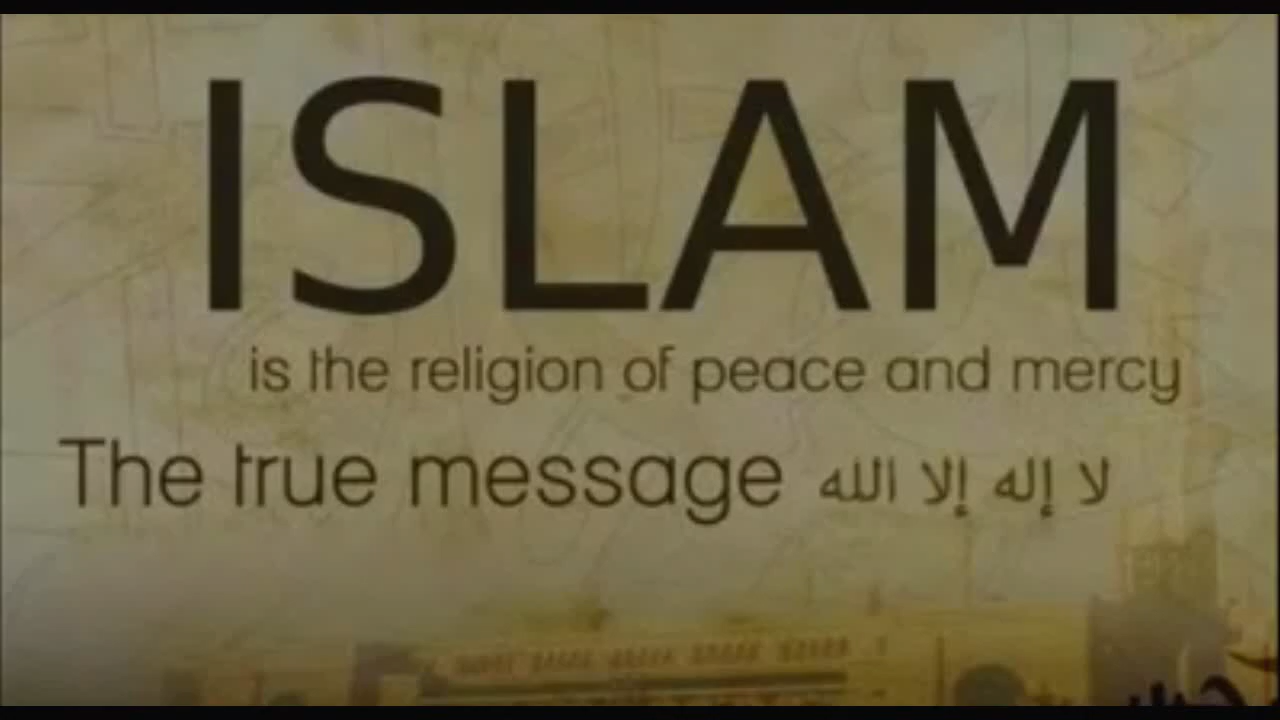 ISLAM
is the religion of peace and mercy
The true message لا إله إلا الله